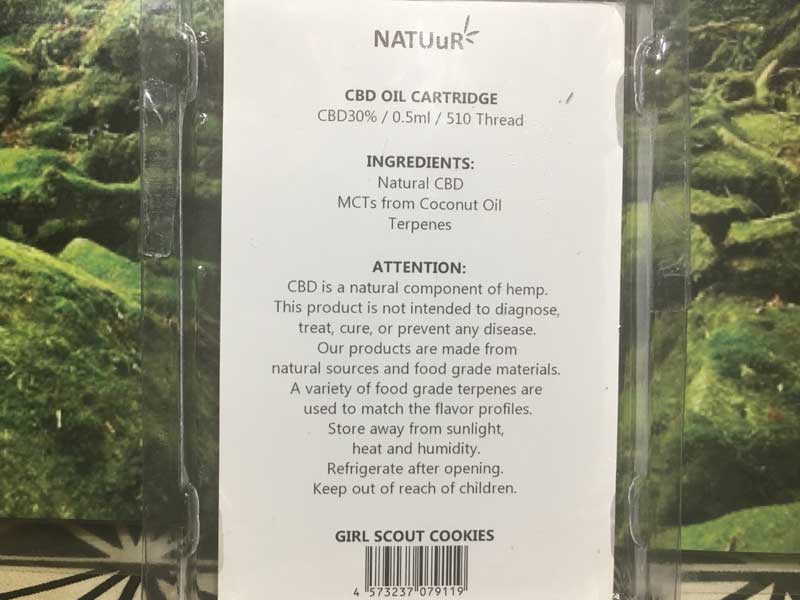 NATUuR
CBD OIL CARTRIDGE
CBD30% / 0.5ml / 510 Thread
INGREDIENTS:
Natural CBD
MCTs from Coconut Oil
Terpenes
ATTENTION:
CBD is a natural component of hemp.
This product is not intended to diagnose,
treat, cure, or prevent any disease.
Our products are made from
natural sources and food grade materials.
A variety of food grade terpenes are
used to match the flavor profiles.
Store away from sunlight,
heat and humidity.
Refrigerate after opening.
Keep out of reach of children.
GIRL SCOUT COOKIES
4 573237 079119